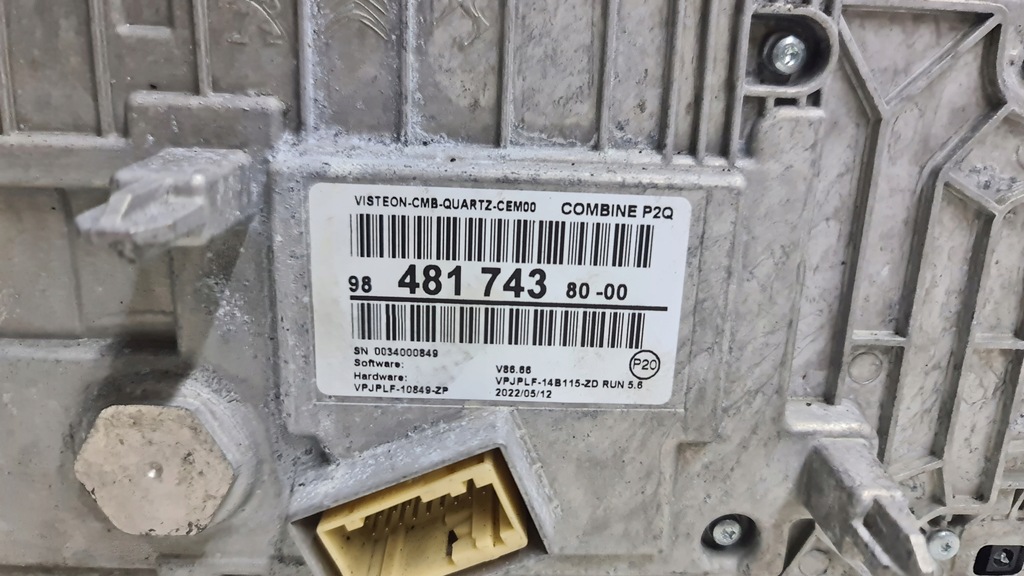 VISTEON-CMB-QUARTZ-CEM00 COMBINE P2Q
98 481 743 80-00
SN 0034000849
Software: V86.86
Hardware: VPJPLF-14B115-ZD RUN 5.6
VPJPLF-10849-ZP 2022/05/12
P20